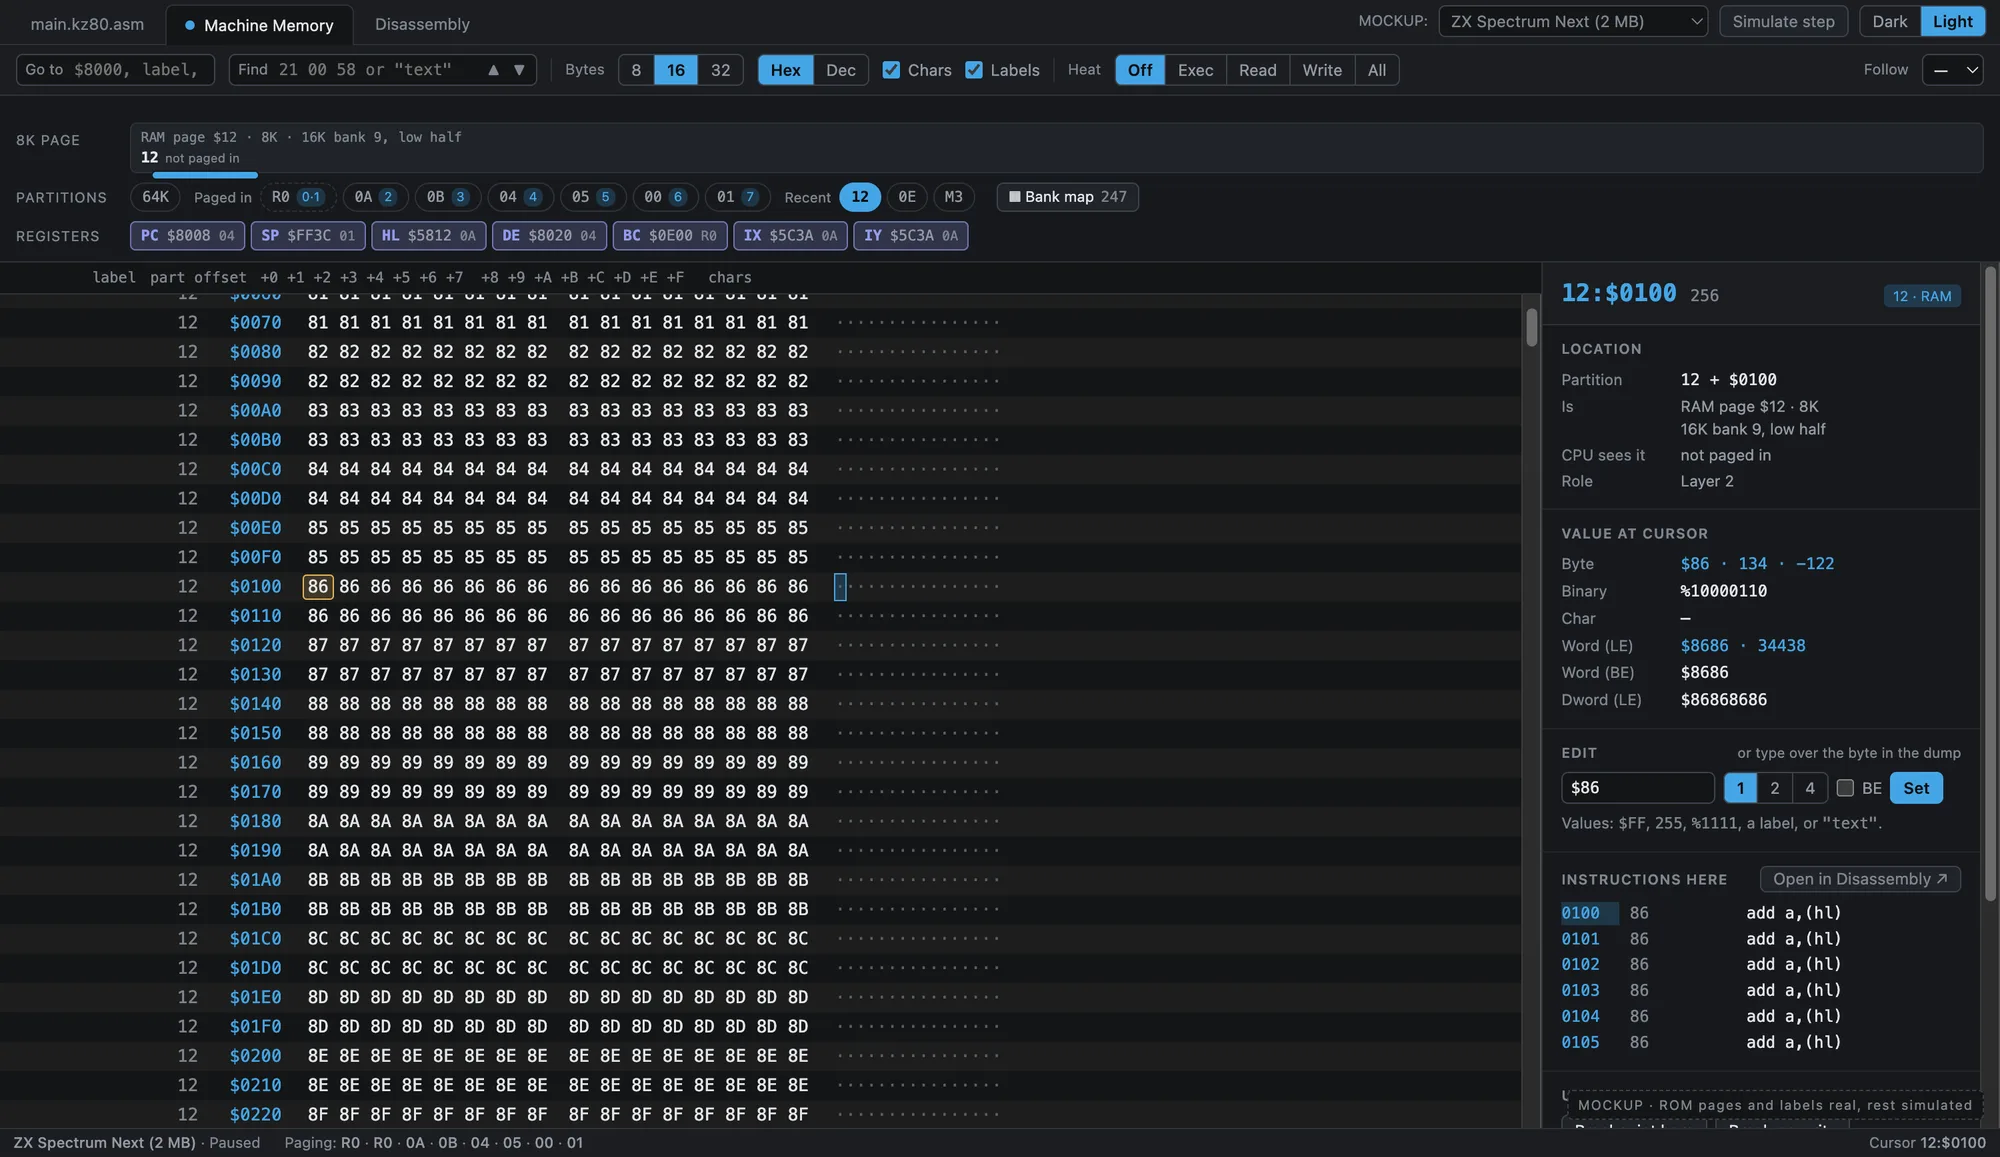 main.kz80.asm Machine Memory Disassembly MOCKUP: ZX Spectrum Next (2 MB) Simulate step Dark Light
Go to $8000, label, Find 21 00 58 or "text" ▲ ▼ Bytes 8 16 32 Hex Dec Chars Labels Heat Off Exec Read Write All Follow —
8K PAGE
RAM page $12 · 8K · 16K bank 9, low half
12 not paged in
PARTITIONS 64K Paged in R0 0-1 0A 2 0B 3 04 4 05 5 00 6 01 7 Recent 12 0E M3 Bank map 247
REGISTERS PC $8008 04 SP $FF3C 01 HL $5812 0A DE $8020 04 BC $0E00 R0 IX $5C3A 0A IY $5C3A 0A
label part offset +0 +1 +2 +3 +4 +5 +6 +7 +8 +9 +A +B +C +D +E +F chars
12 $0060 81 81 81 81 81 81 81 81 81 81 81 81 81 81 81 81
12 $0070 81 81 81 81 81 81 81 81 81 81 81 81 81 81 81 81 ················
12 $0080 82 82 82 82 82 82 82 82 82 82 82 82 82 82 82 82 ················
12 $0090 82 82 82 82 82 82 82 82 82 82 82 82 82 82 82 82 ················
12 $00A0 83 83 83 83 83 83 83 83 83 83 83 83 83 83 83 83 ················
12 $00B0 83 83 83 83 83 83 83 83 83 83 83 83 83 83 83 83 ················
12 $00C0 84 84 84 84 84 84 84 84 84 84 84 84 84 84 84 84 ················
12 $00D0 84 84 84 84 84 84 84 84 84 84 84 84 84 84 84 84 ················
12 $00E0 85 85 85 85 85 85 85 85 85 85 85 85 85 85 85 85 ················
12 $00F0 85 85 85 85 85 85 85 85 85 85 85 85 85 85 85 85 ················
12 $0100 86 86 86 86 86 86 86 86 86 86 86 86 86 86 86 86 ················
12 $0110 86 86 86 86 86 86 86 86 86 86 86 86 86 86 86 86 ················
12 $0120 87 87 87 87 87 87 87 87 87 87 87 87 87 87 87 87 ················
12 $0130 87 87 87 87 87 87 87 87 87 87 87 87 87 87 87 87 ················
12 $0140 88 88 88 88 88 88 88 88 88 88 88 88 88 88 88 88 ················
12 $0150 88 88 88 88 88 88 88 88 88 88 88 88 88 88 88 88 ················
12 $0160 89 89 89 89 89 89 89 89 89 89 89 89 89 89 89 89 ················
12 $0170 89 89 89 89 89 89 89 89 89 89 89 89 89 89 89 89 ················
12 $0180 8A 8A 8A 8A 8A 8A 8A 8A 8A 8A 8A 8A 8A 8A 8A 8A ················
12 $0190 8A 8A 8A 8A 8A 8A 8A 8A 8A 8A 8A 8A 8A 8A 8A 8A ················
12 $01A0 8B 8B 8B 8B 8B 8B 8B 8B 8B 8B 8B 8B 8B 8B 8B 8B ················
12 $01B0 8B 8B 8B 8B 8B 8B 8B 8B 8B 8B 8B 8B 8B 8B 8B 8B ················
12 $01C0 8C 8C 8C 8C 8C 8C 8C 8C 8C 8C 8C 8C 8C 8C 8C 8C ················
12 $01D0 8C 8C 8C 8C 8C 8C 8C 8C 8C 8C 8C 8C 8C 8C 8C 8C ················
12 $01E0 8D 8D 8D 8D 8D 8D 8D 8D 8D 8D 8D 8D 8D 8D 8D 8D ················
12 $01F0 8D 8D 8D 8D 8D 8D 8D 8D 8D 8D 8D 8D 8D 8D 8D 8D ················
12 $0200 8E 8E 8E 8E 8E 8E 8E 8E 8E 8E 8E 8E 8E 8E 8E 8E ················
12 $0210 8E 8E 8E 8E 8E 8E 8E 8E 8E 8E 8E 8E 8E 8E 8E 8E ················
12 $0220 8F 8F 8F 8F 8F 8F 8F 8F 8F 8F 8F 8F 8F 8F 8F 8F ················
12:$0100 256 12 · RAM
LOCATION
Partition 12 + $0100
Is RAM page $12 · 8K
16K bank 9, low half
CPU sees it not paged in
Role Layer 2
VALUE AT CURSOR
Byte $86 · 134 · −122
Binary %10000110
Char —
Word (LE) $8686 · 34438
Word (BE) $8686
Dword (LE) $86868686
EDIT or type over the byte in the dump
$86 1 2 4 BE Set
Values: $FF, 255, %1111, a label, or "text".
INSTRUCTIONS HERE Open in Disassembly ↗
0100 86 add a,(hl)
0101 86 add a,(hl)
0102 86 add a,(hl)
0103 86 add a,(hl)
0104 86 add a,(hl)
0105 86 add a,(hl)
MOCKUP · ROM pages and labels real, rest simulated
ZX Spectrum Next (2 MB) · Paused Paging: R0 · R0 · 0A · 0B · 04 · 05 · 00 · 01 Cursor 12:$0100